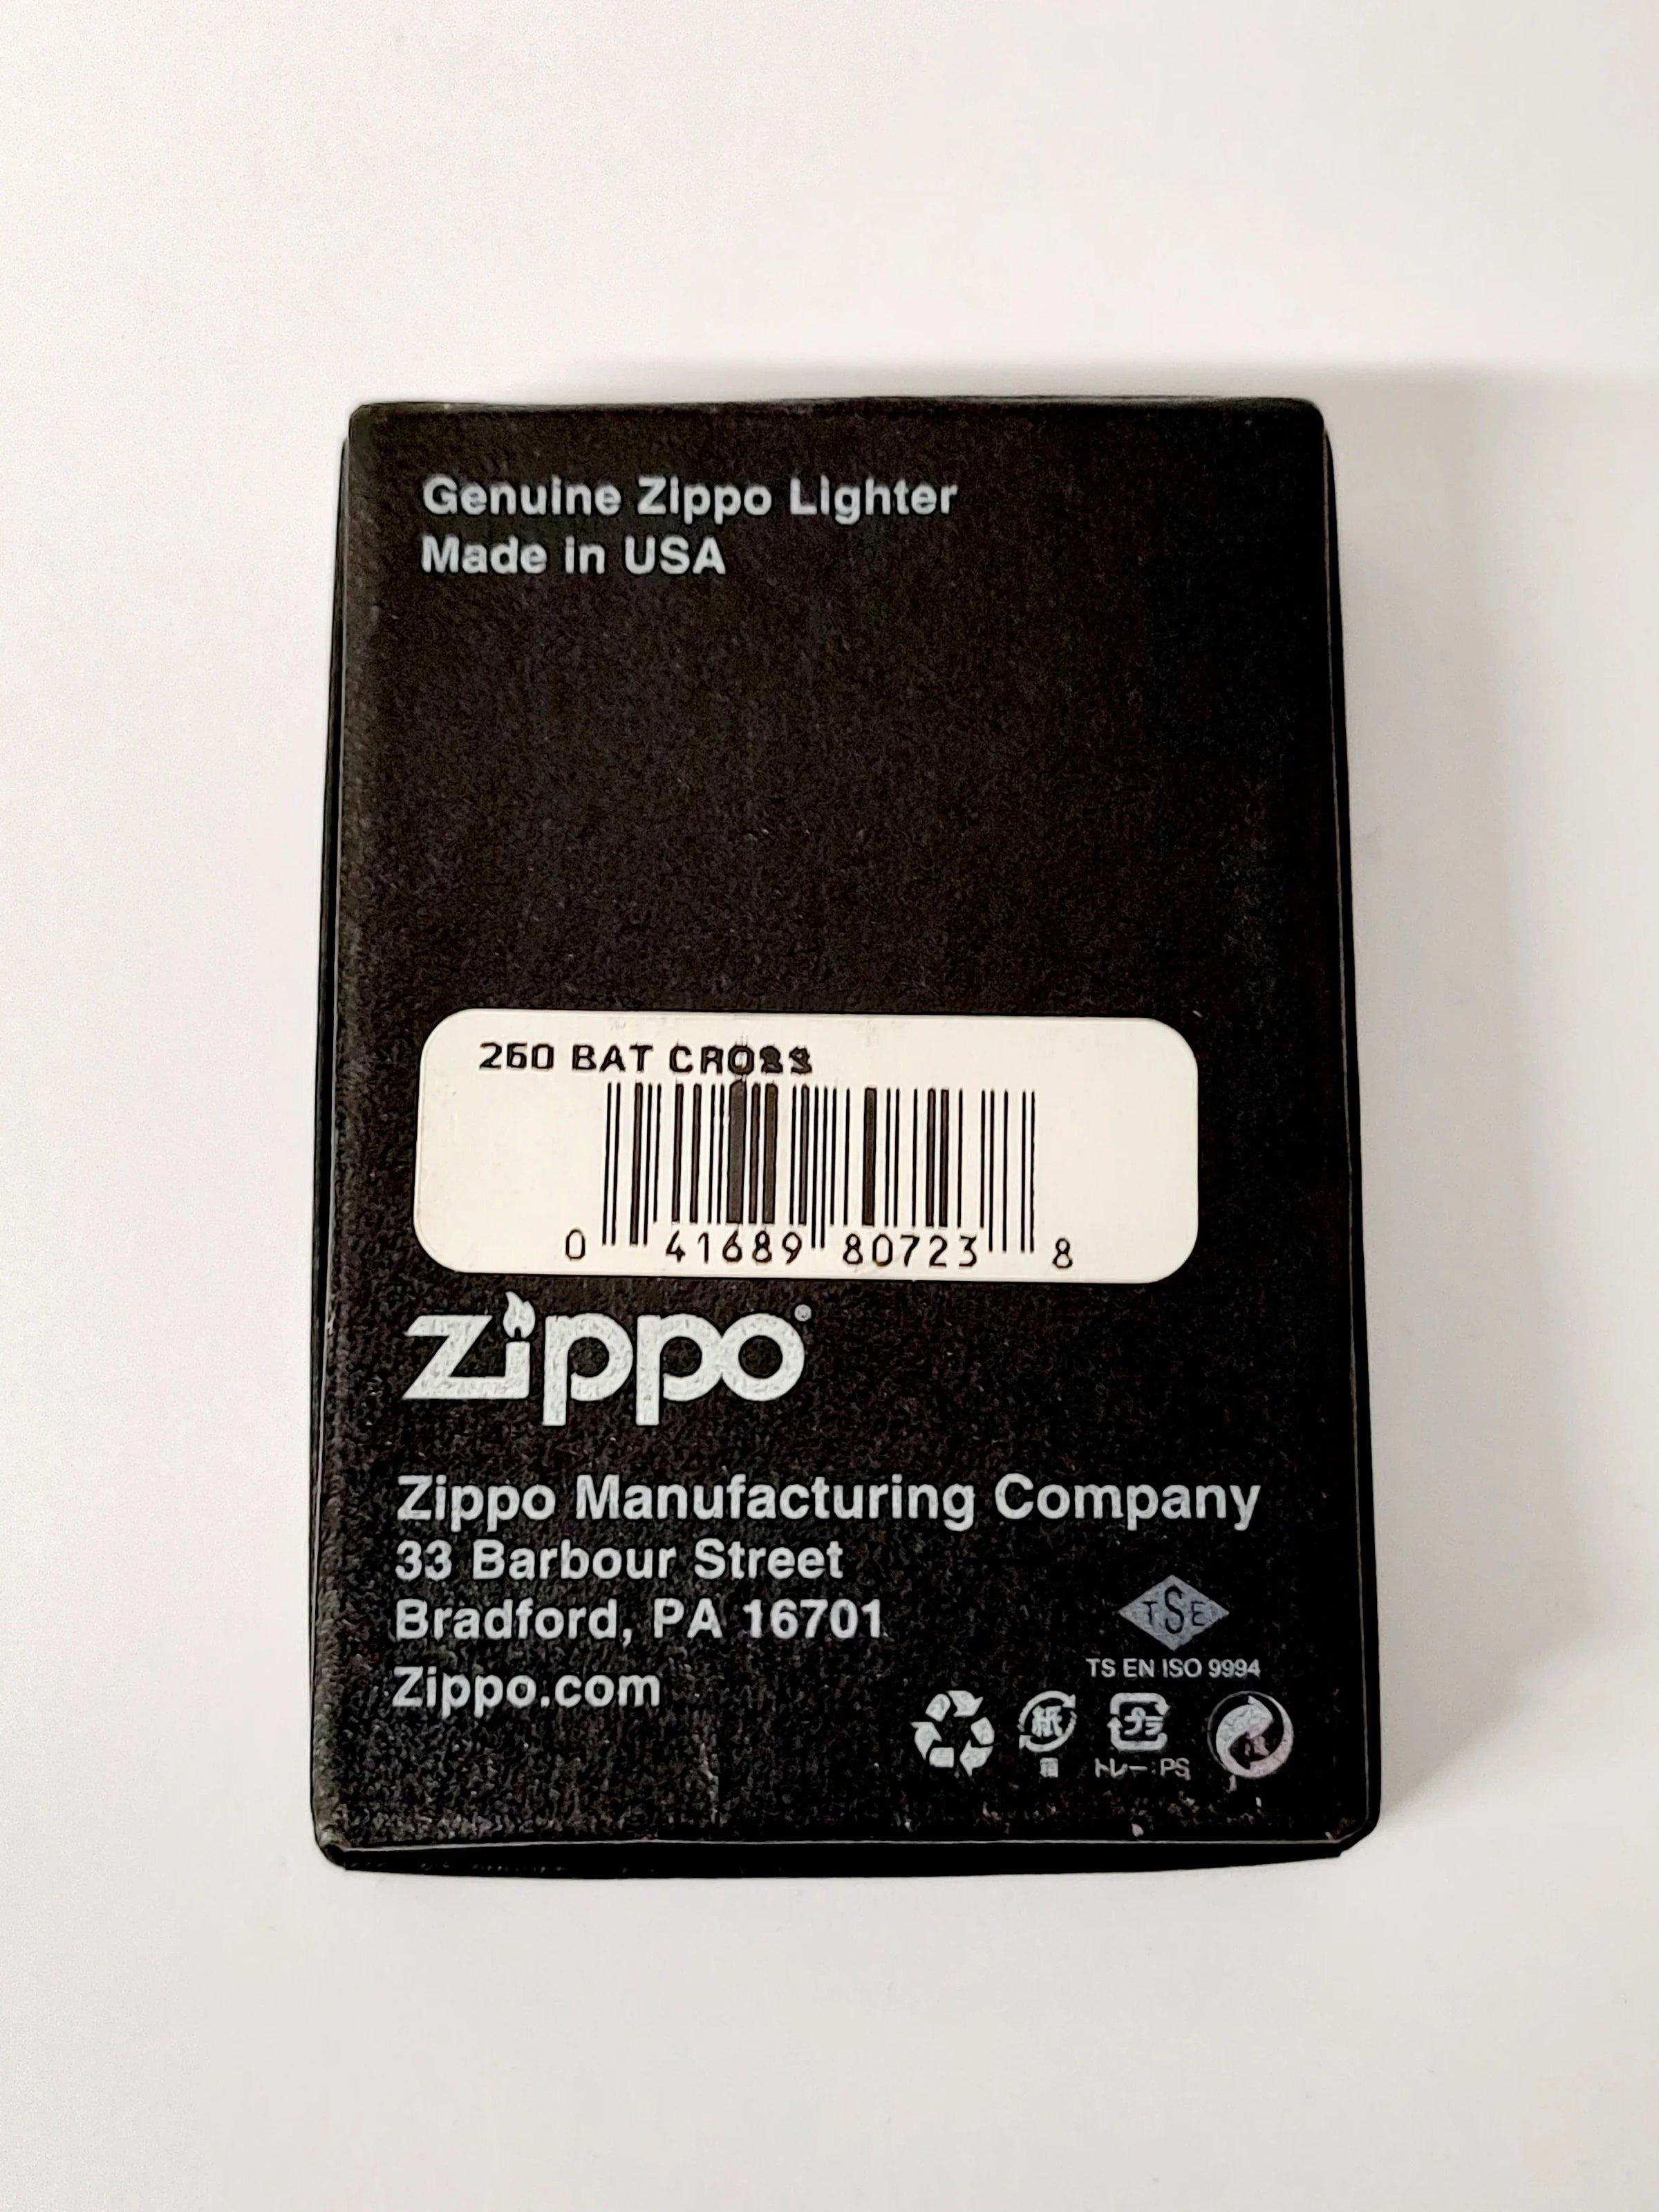 Genuine Zippo Lighter
Made in USA
260 BAT CROSS
0 41689 80723 8
zippo®
Zippo Manufacturing Company
33 Barbour Street
Bradford, PA 16701
Zippo.com
TSE
TS EN ISO 9994
紙 プラ
箱 トレー:PS